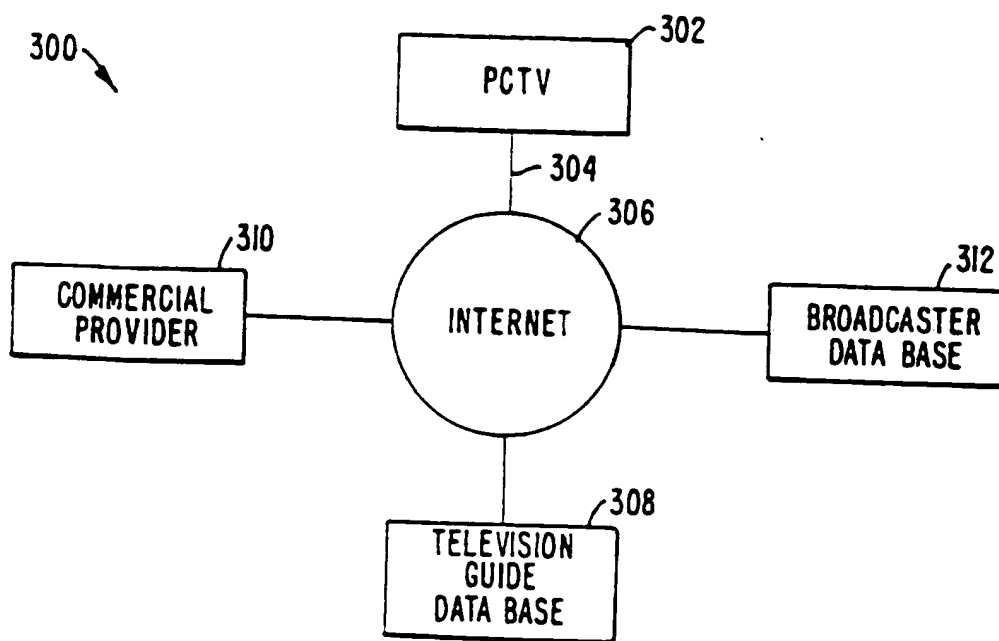 300
302
PCTV
304
306
310
COMMERCIAL
PROVIDER
INTERNET
312
BROADCASTER
DATA BASE
308
TELEVISION
GUIDE
DATA BASE